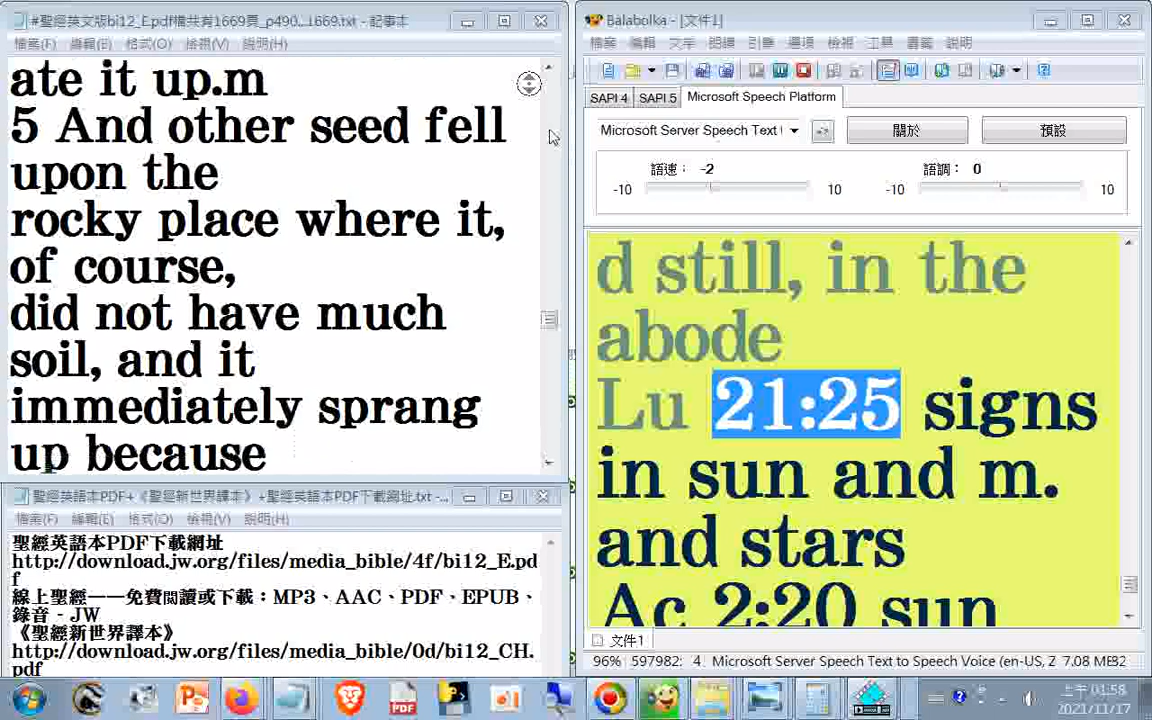 #聖經英文版bi12_E.pdf檔共有1669頁_p490...1669.txt - 記事本
檔案(F) 編輯(E) 格式(O) 檢視(V) 說明(H)
ate it up.m
5 And other seed fell
upon the
rocky place where it,
of course,
did not have much
soil, and it
immediately sprang
up because
聖經英語本PDF+《聖經新世界譯本》+聖經英語本PDF下載網址.txt - ...
檔案(F) 編輯(E) 格式(O) 檢視(V) 說明(H)
聖經英語本PDF下載網址
http://download.jw.org/files/media_bible/4f/bi12_E.pd
f
線上聖經——免費閱讀或下載：MP3、AAC、PDF、EPUB、
錄音 - JW
《聖經新世界譯本》
http://download.jw.org/files/media_bible/0d/bi12_CH.
pdf
Balabolka - [文件1]
檔案 編輯 文字 朗讀 引擎 選項 檢視 工具 書籤 說明
SAPI 4 SAPI 5 Microsoft Speech Platform
Microsoft Server Speech Text
關於 預設
語速： -2 語調： 0
-10 10 -10 10
d still, in the
abode
Lu 21:25 signs
in sun and m.
and stars
Ac 2:20 sun
文件1
96% 597982: 4 Microsoft Server Speech Text to Speech Voice (en-US, Z 7.08 MB
上午 01:58
2021/11/17